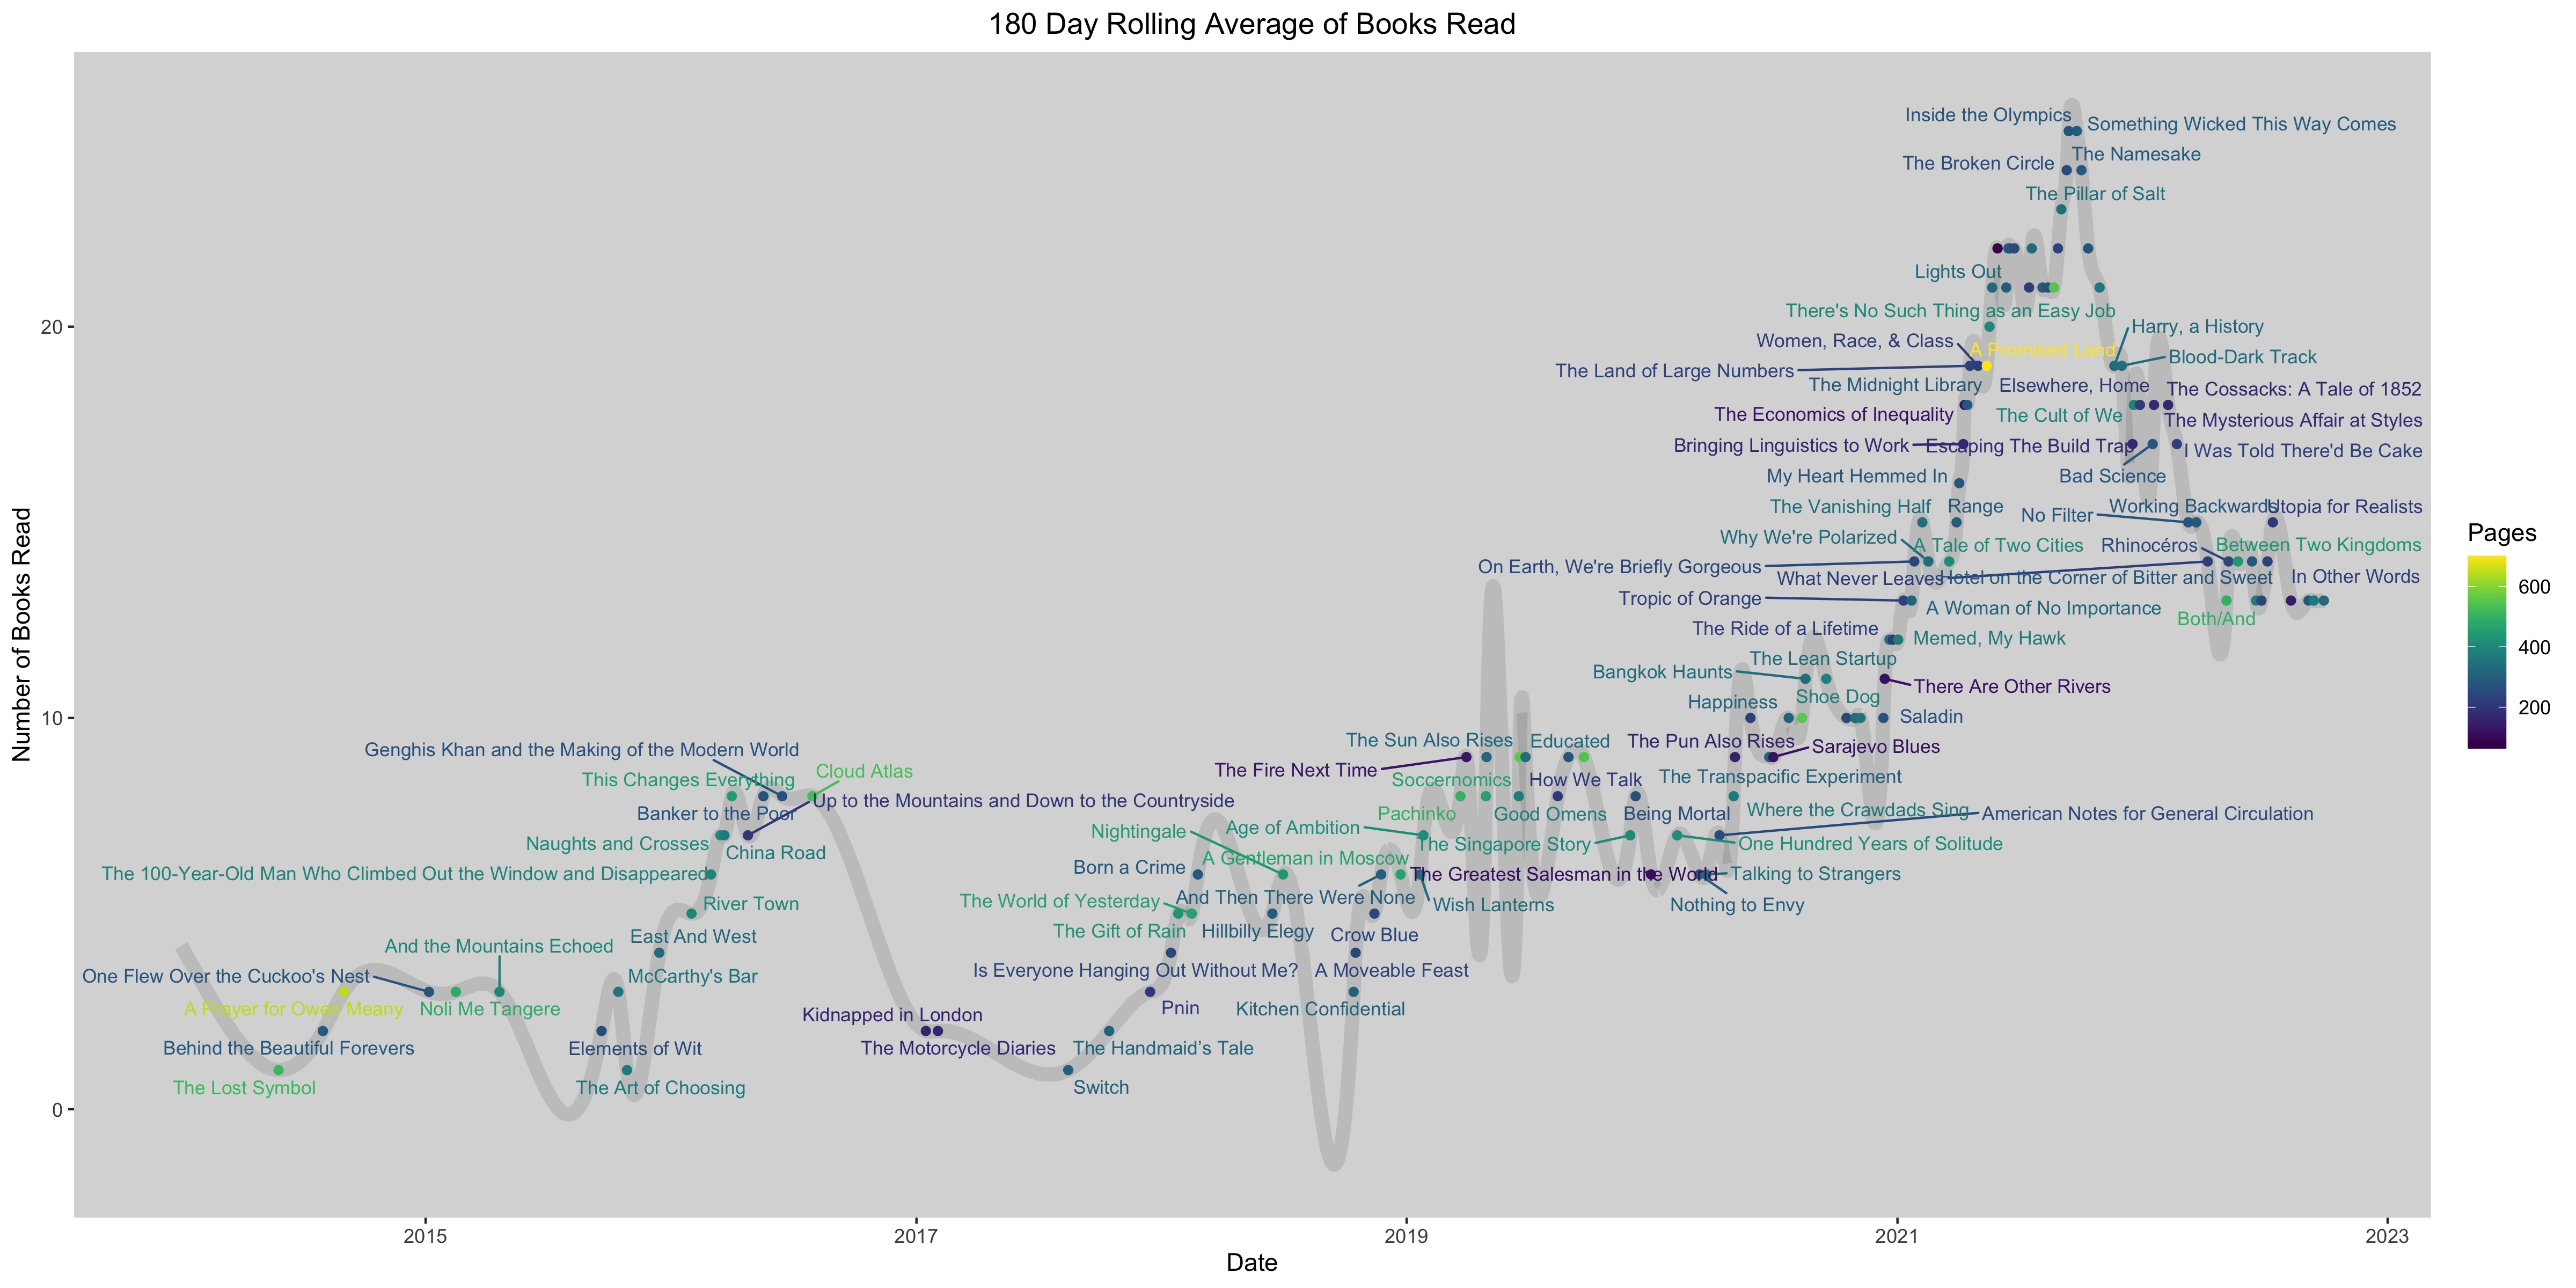 180 Day Rolling Average of Books Read
Inside the Olympics
Something Wicked This Way Comes
The Namesake
The Broken Circle
The Pillar of Salt
Lights Out
There's No Such Thing as an Easy Job
20
Harry, a History
Women, Race, & Class
A Promised Land
Blood-Dark Track
The Land of Large Numbers
The Midnight Library
Elsewhere, Home
The Cossacks: A Tale of 1852
The Economics of Inequality
The Cult of We
The Mysterious Affair at Styles
Bringing Linguistics to Work
Escaping The Build Trap
I Was Told There'd Be Cake
My Heart Hemmed In
Bad Science
The Vanishing Half
Range
No Filter
Working Backwards
Utopia for Realists
Why We're Polarized
A Tale of Two Cities
Rhinocéros
Between Two Kingdoms
On Earth, We're Briefly Gorgeous
What Never Leaves
Hotel on the Corner of Bitter and Sweet
In Other Words
Tropic of Orange
A Woman of No Importance
Both/And
The Ride of a Lifetime
Memed, My Hawk
The Lean Startup
Bangkok Haunts
There Are Other Rivers
Happiness
Shoe Dog
10
Saladin
The Sun Also Rises
Educated
The Pun Also Rises
Sarajevo Blues
Genghis Khan and the Making of the Modern World
The Fire Next Time
This Changes Everything
Cloud Atlas
Soccernomics
How We Talk
The Transpacific Experiment
Up to the Mountains and Down to the Countryside
Banker to the Poor
Pachinko
Good Omens
Being Mortal
Where the Crawdads Sing
American Notes for General Circulation
Nightingale
Age of Ambition
Naughts and Crosses
China Road
The Singapore Story
One Hundred Years of Solitude
A Gentleman in Moscow
Born a Crime
The 100-Year-Old Man Who Climbed Out the Window and Disappeared
The Greatest Salesman in the World
Talking to Strangers
River Town
The World of Yesterday
And Then There Were None
Wish Lanterns
Nothing to Envy
East And West
The Gift of Rain
Hillbilly Elegy
Crow Blue
And the Mountains Echoed
One Flew Over the Cuckoo's Nest
McCarthy's Bar
Is Everyone Hanging Out Without Me?
A Moveable Feast
A Prayer for Owen Meany
Noli Me Tangere
Pnin
Kitchen Confidential
Kidnapped in London
Behind the Beautiful Forevers
Elements of Wit
The Motorcycle Diaries
The Handmaid’s Tale
The Lost Symbol
The Art of Choosing
Switch
0
Number of Books Read
2015
2017
2019
2021
2023
Date
Pages
600
400
200